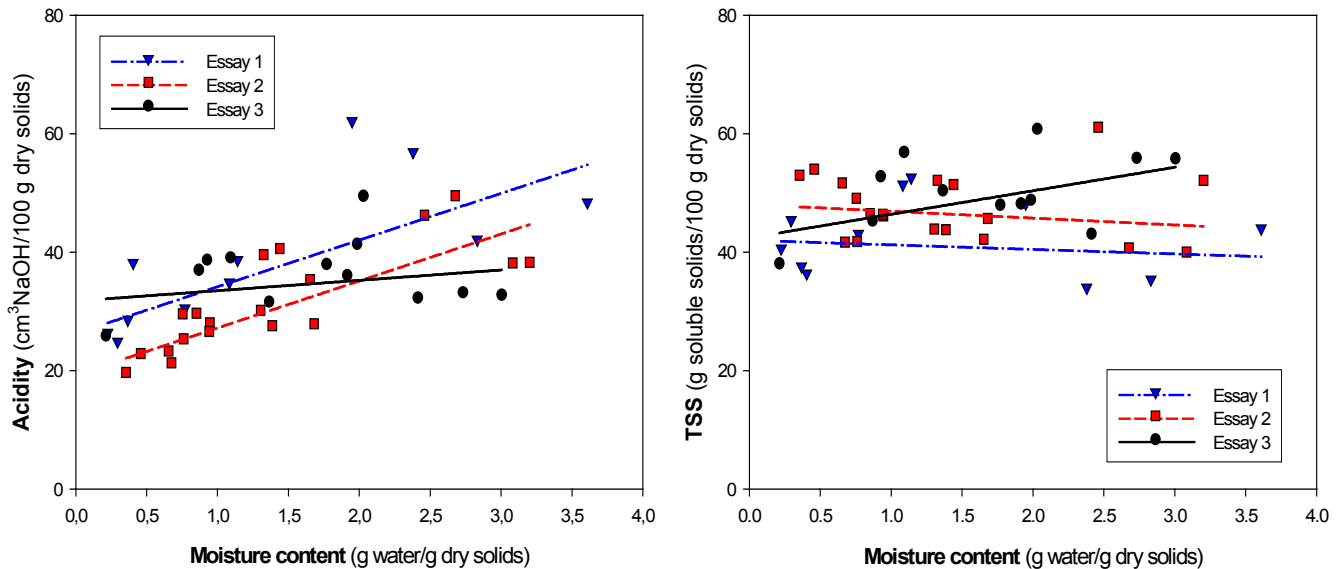 80
60
40
20
0
Acidity (cm³NaOH/100 g dry solids)
Essay 1
Essay 2
Essay 3
0,0 0,5 1,0 1,5 2,0 2,5 3,0 3,5 4,0
Moisture content (g water/g dry solids)
80
60
40
20
0
TSS (g soluble solids/100 g dry solids)
Essay 1
Essay 2
Essay 3
0.0 0.5 1.0 1.5 2.0 2.5 3.0 3.5 4.0
Moisture content (g water/g dry solids)